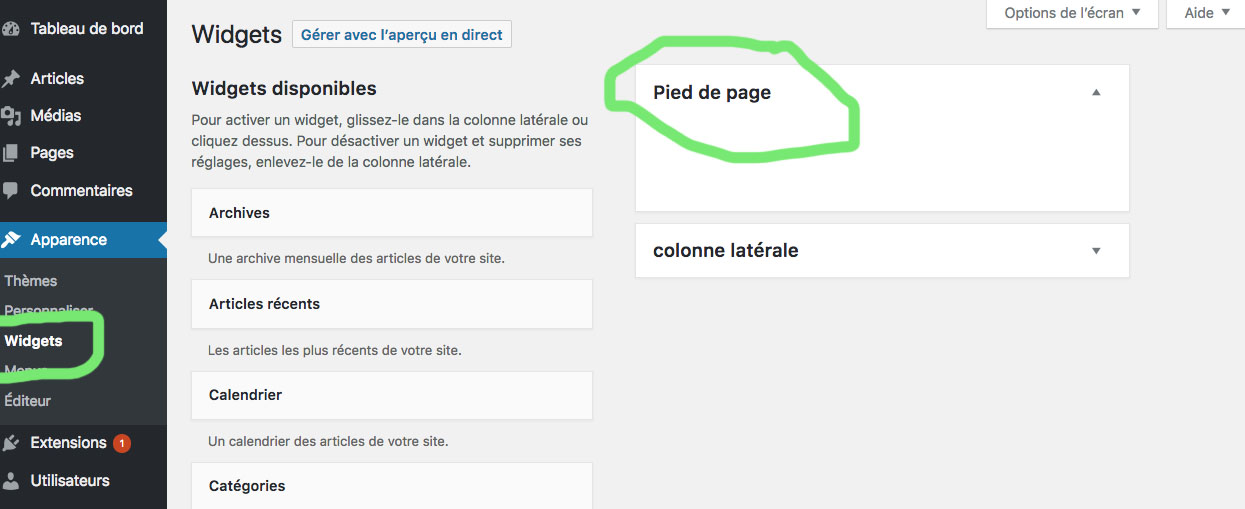 Tableau de bord
Articles
Médias
Pages
Commentaires
Apparence
Thèmes
Personnaliser
Widgets
Menus
Éditeur
Extensions 1
Utilisateurs
Options de l'écran ▼
Aide ▼
Widgets
Gérer avec l'aperçu en direct
Widgets disponibles
Pour activer un widget, glissez-le dans la colonne latérale ou
cliquez dessus. Pour désactiver un widget et supprimer ses
réglages, enlevez-le de la colonne latérale.
Archives
Une archive mensuelle des articles de votre site.
Articles récents
Les articles les plus récents de votre site.
Calendrier
Un calendrier des articles de votre site.
Catégories
Pied de page ▲
colonne latérale ▼